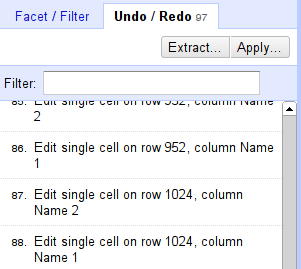 Facet / Filter Undo / Redo 97
Extract... Apply...
Filter:
85. Edit single cell on row 952, column Name
2
86. Edit single cell on row 952, column Name
1
87. Edit single cell on row 1024, column
Name 2
88. Edit single cell on row 1024, column
Name 1